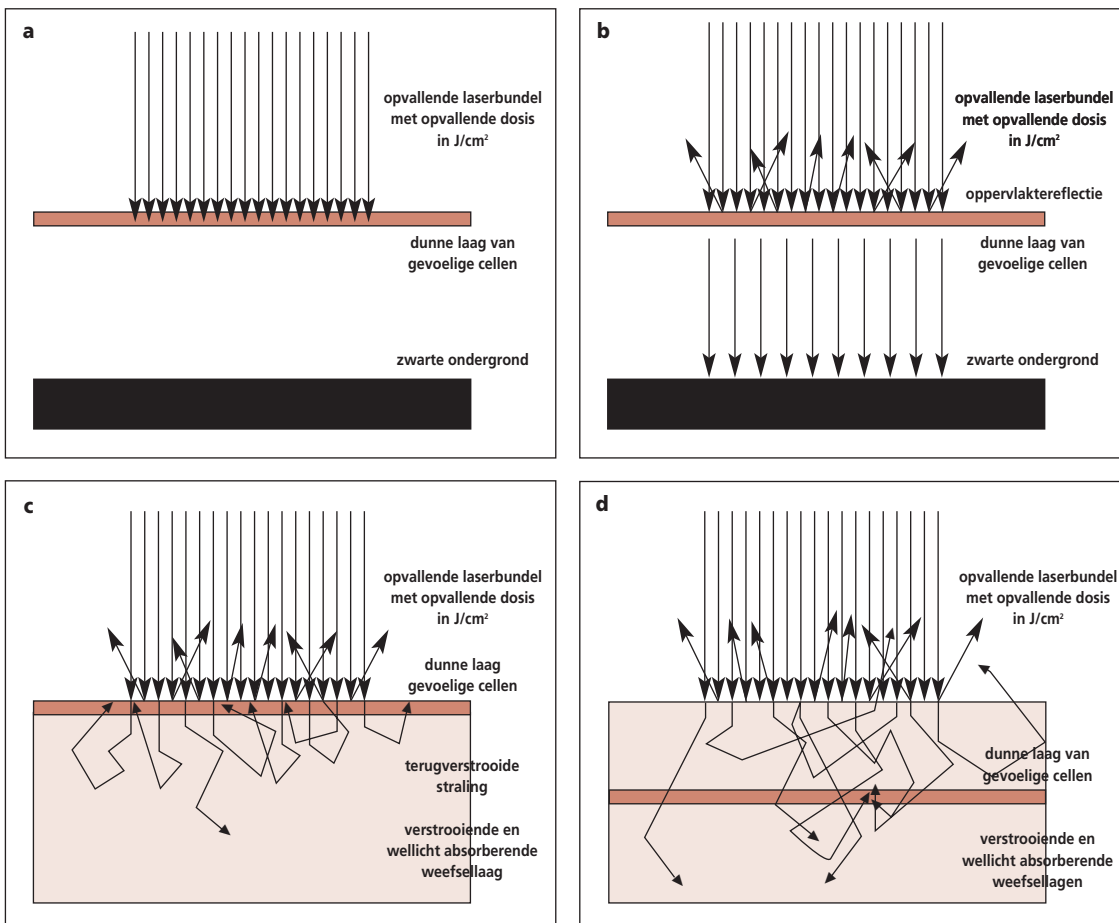 a
opvallende laserbundel
met opvallende dosis
in J/cm²
dunne laag van
gevoelige cellen
zwarte ondergrond
b
opvallende laserbundel
met opvallende dosis
in J/cm²
oppervlaktereflectie
dunne laag van
gevoelige cellen
zwarte ondergrond
c
opvallende laserbundel
met opvallende dosis
in J/cm²
dunne laag
gevoelige cellen
terugverstrooide
straling
verstrooiende en
wellicht absorberende
weefsellaag
d
opvallende laserbundel
met opvallende dosis
in J/cm²
dunne laag van
gevoelige cellen
verstrooiende en
wellicht absorberende
weefsellagen